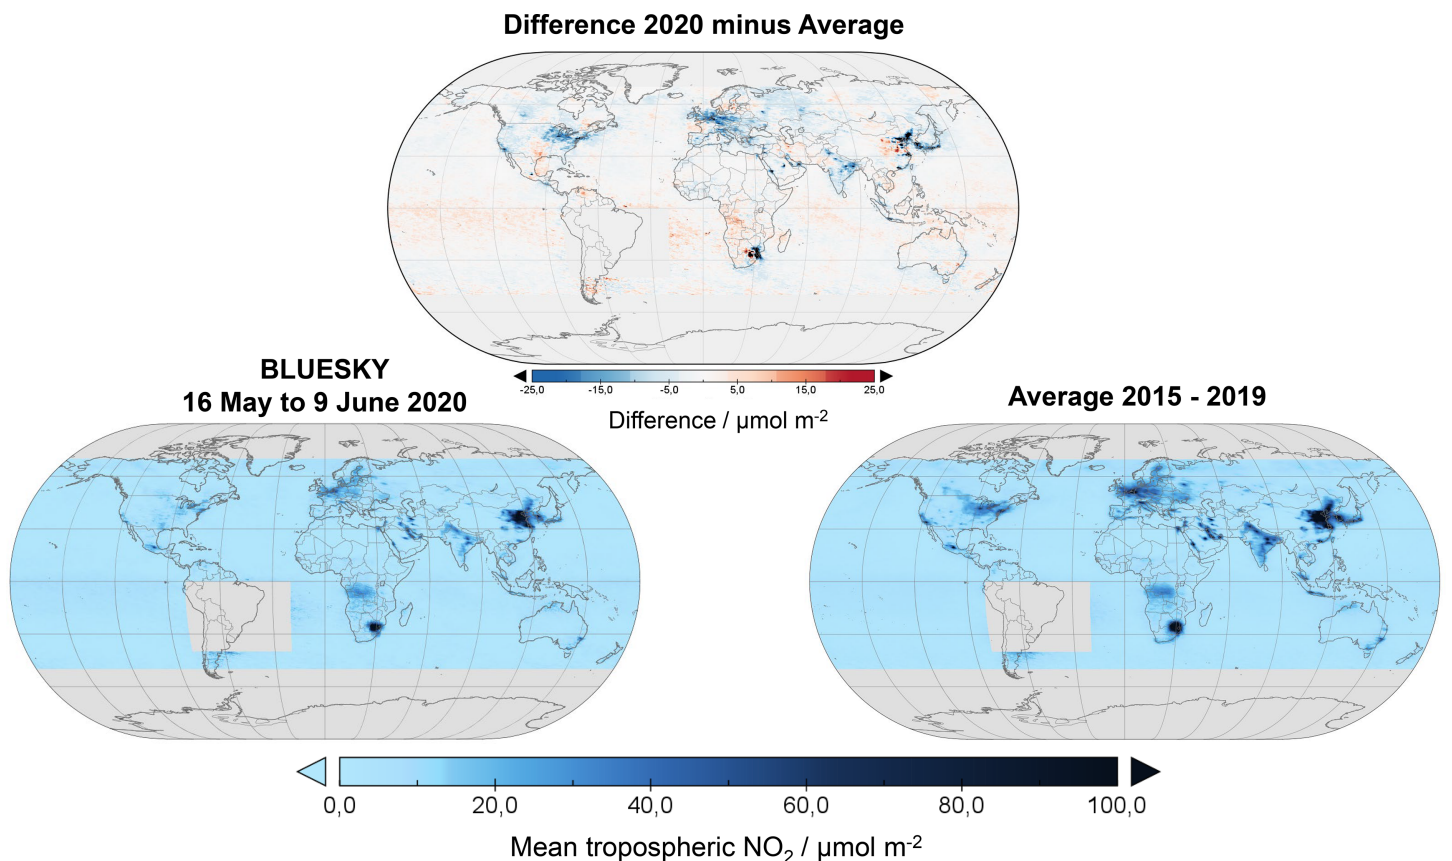 Difference 2020 minus Average
-25,0 -15,0 -5,0 5,0 15,0 25,0
Difference / µmol m-2
BLUESKY
16 May to 9 June 2020
Average 2015 - 2019
0,0 20,0 40,0 60,0 80,0 100,0
Mean tropospheric NO2 / µmol m-2